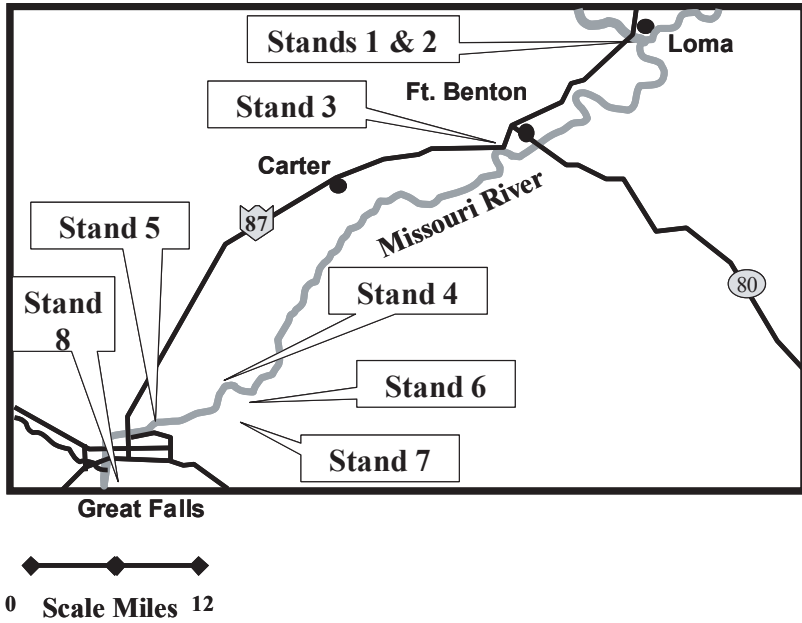 Stands 1 & 2
Loma
Ft. Benton
Stand 3
Carter
Missouri River
87
Stand 5
80
Stand 4
Stand
8
Stand 6
Stand 7
Great Falls
0 Scale Miles 12